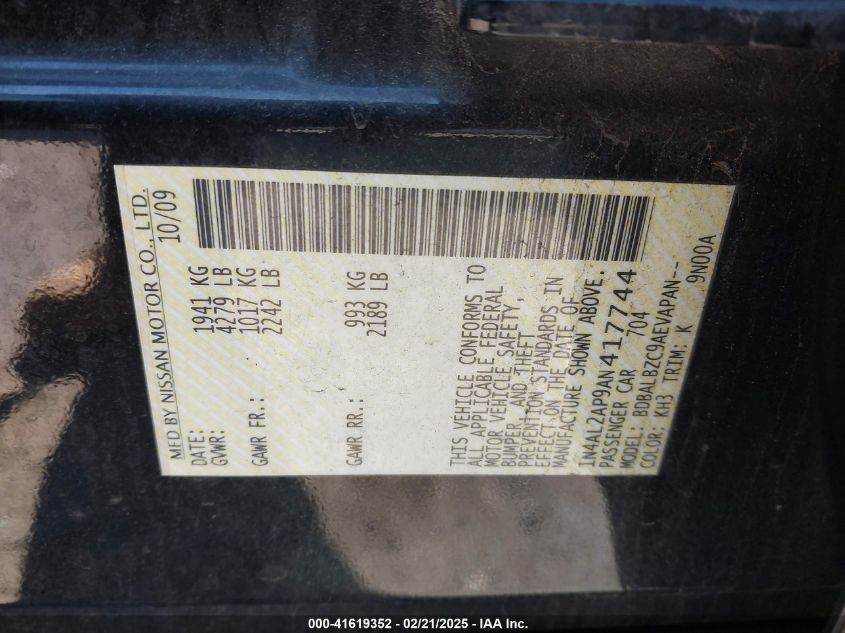 MFD BY NISSAN MOTOR CO., LTD.
DATE: 10/09
GVWR: 1941 KG
4279 LB
GAWR FR.: 1017 KG
2242 LB
GAWR RR.: 993 KG
2189 LB
THIS VEHICLE CONFORMS TO
ALL APPLICABLE FEDERAL
MOTOR VEHICLE SAFETY,
BUMPER, AND THEFT
PREVENTION STANDARDS IN
EFFECT ON THE DATE OF
MANUFACTURE SHOWN ABOVE.
1N4AL2AP9AN417744
PASSENGER CAR 704
MODEL: BDBALBZC9AEVAPAN--
COLOR: KH3 TRIM: K 9N00A
000-41619352 — 02/21/2025 — IAA Inc.